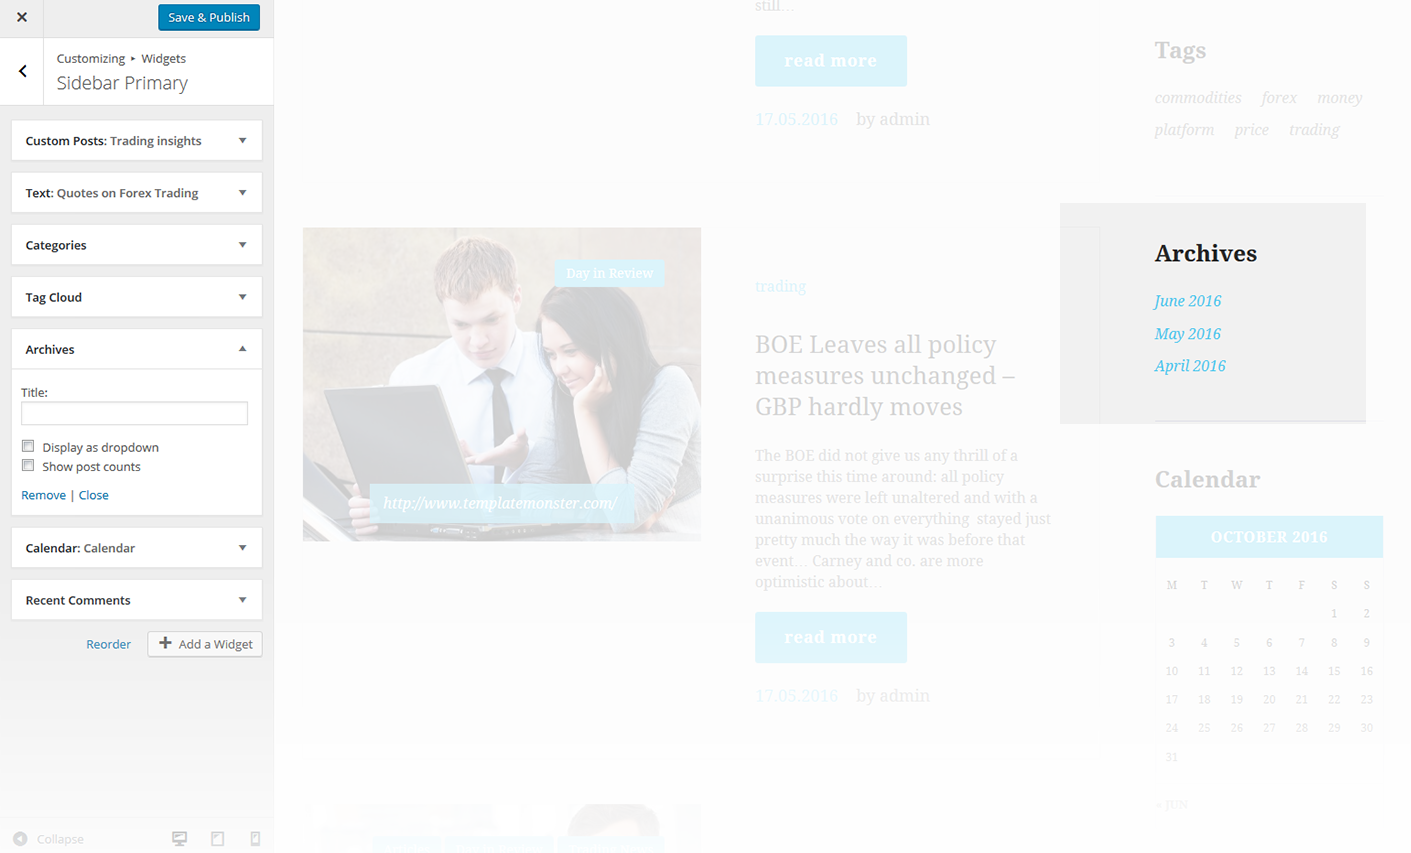 Save & Publish
Customizing ▸ Widgets
Sidebar Primary
Custom Posts: Trading insights
Text: Quotes on Forex Trading
Categories
Tag Cloud
Archives
Title:
Display as dropdown
Show post counts
Remove | Close
Calendar: Calendar
Recent Comments
Reorder
Add a Widget
Collapse
still...
read more
17.05.2016 by admin
Day in Review
http://www.templatemonster.com/
trading
BOE Leaves all policy
measures unchanged –
GBP hardly moves
The BOE did not give us any thrill of a
surprise this time around: all policy
measures were left unaltered and with a
unanimous vote on everything stayed just
pretty much the way it was before that
event... Carney and co. are more
optimistic about...
read more
17.05.2016 by admin
Tags
commodities forex money
platform price trading
Archives
June 2016
May 2016
April 2016
Calendar
OCTOBER 2016
M T W T F S S
1 2
3 4 5 6 7 8 9
10 11 12 13 14 15 16
17 18 19 20 21 22 23
24 25 26 27 28 29 30
31
« JUN